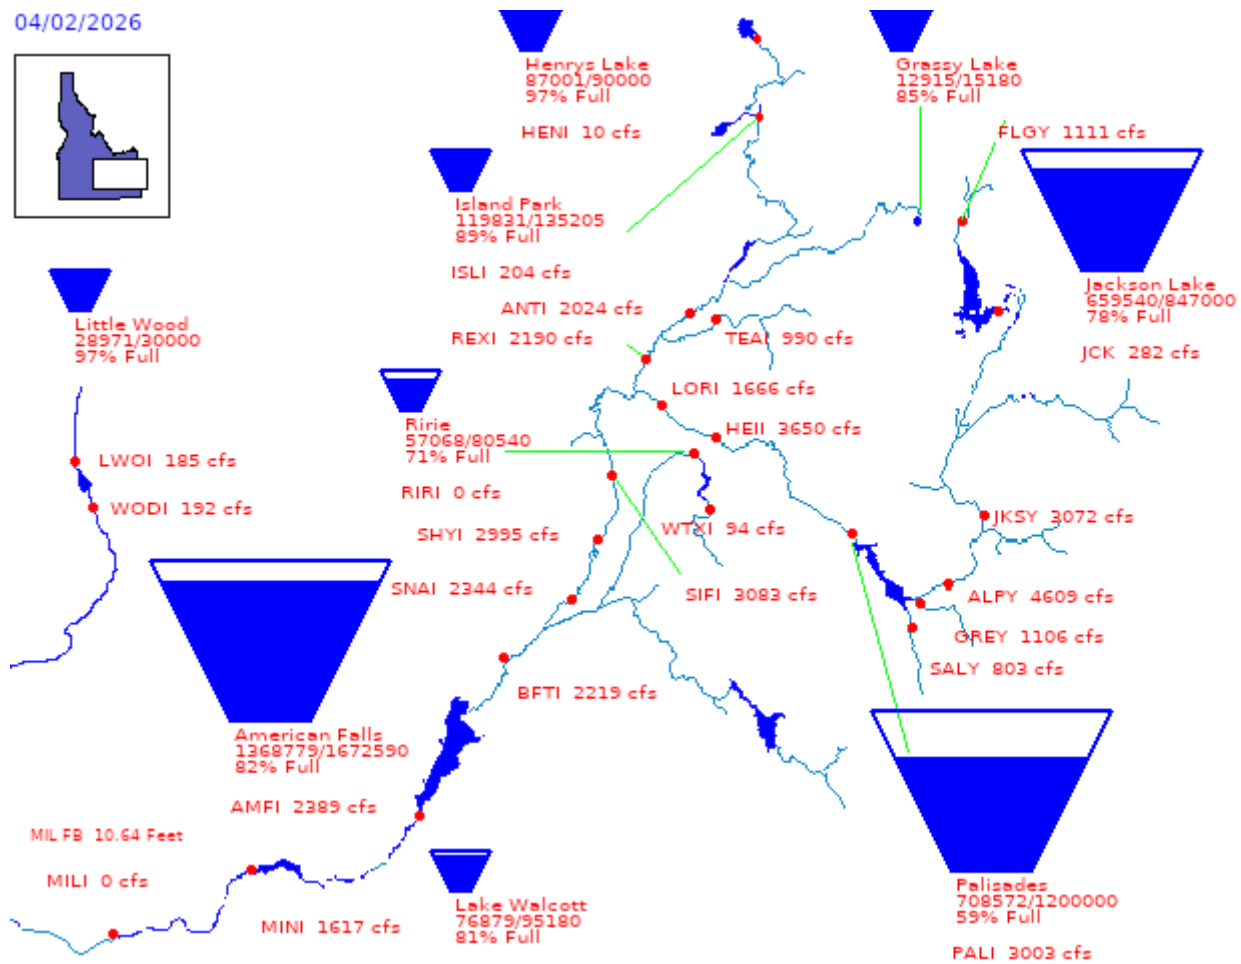 04/02/2026
Henrys Lake
87001/90000
97% Full
HENI 10 cfs
Grassy Lake
12915/15180
85% Full
FLGY 1111 cfs
Island Park
119831/135205
89% Full
ISLI 204 cfs
Jackson Lake
659540/847000
78% Full
JCK 282 cfs
ANTI 2024 cfs
REXI 2190 cfs
TEAI 990 cfs
Little Wood
28971/30000
97% Full
LORI 1666 cfs
HEII 3650 cfs
Ririe
57068/80540
71% Full
RIRI 0 cfs
LWOI 185 cfs
WODI 192 cfs
SHYI 2995 cfs
WTXI 94 cfs
JKSY 3072 cfs
SNAI 2344 cfs
SIFI 3083 cfs
ALPY 4609 cfs
GREY 1106 cfs
SALY 803 cfs
BFTI 2219 cfs
American Falls
1368779/1672590
82% Full
AMFI 2389 cfs
MIL FB 10.64 Feet
MILI 0 cfs
MINI 1617 cfs
Lake Walcott
76879/95180
81% Full
Palisades
708572/1200000
59% Full
PALI 3003 cfs